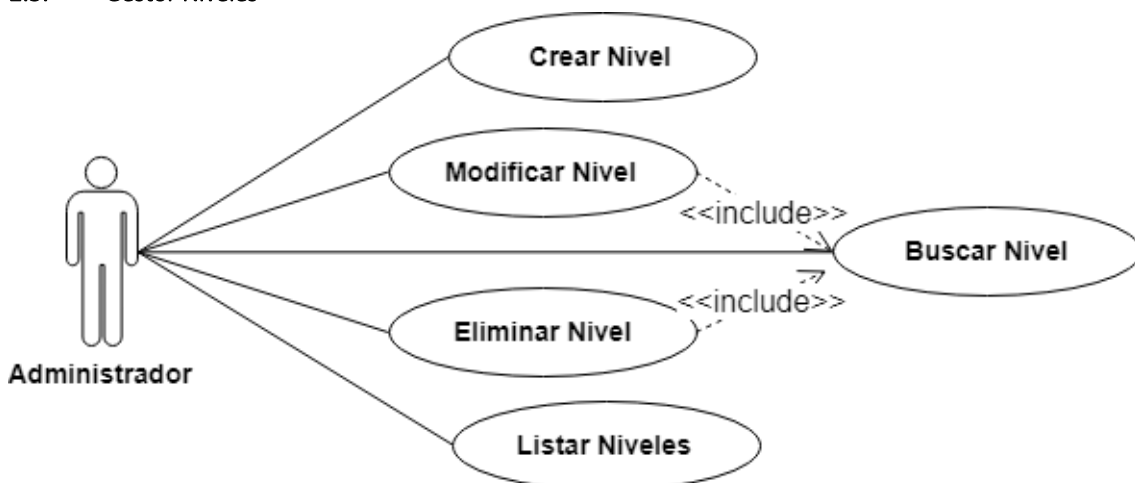 Crear Nivel
Modificar Nivel
<<include>>
Buscar Nivel
<<include>>
Eliminar Nivel
Administrador
Listar Niveles